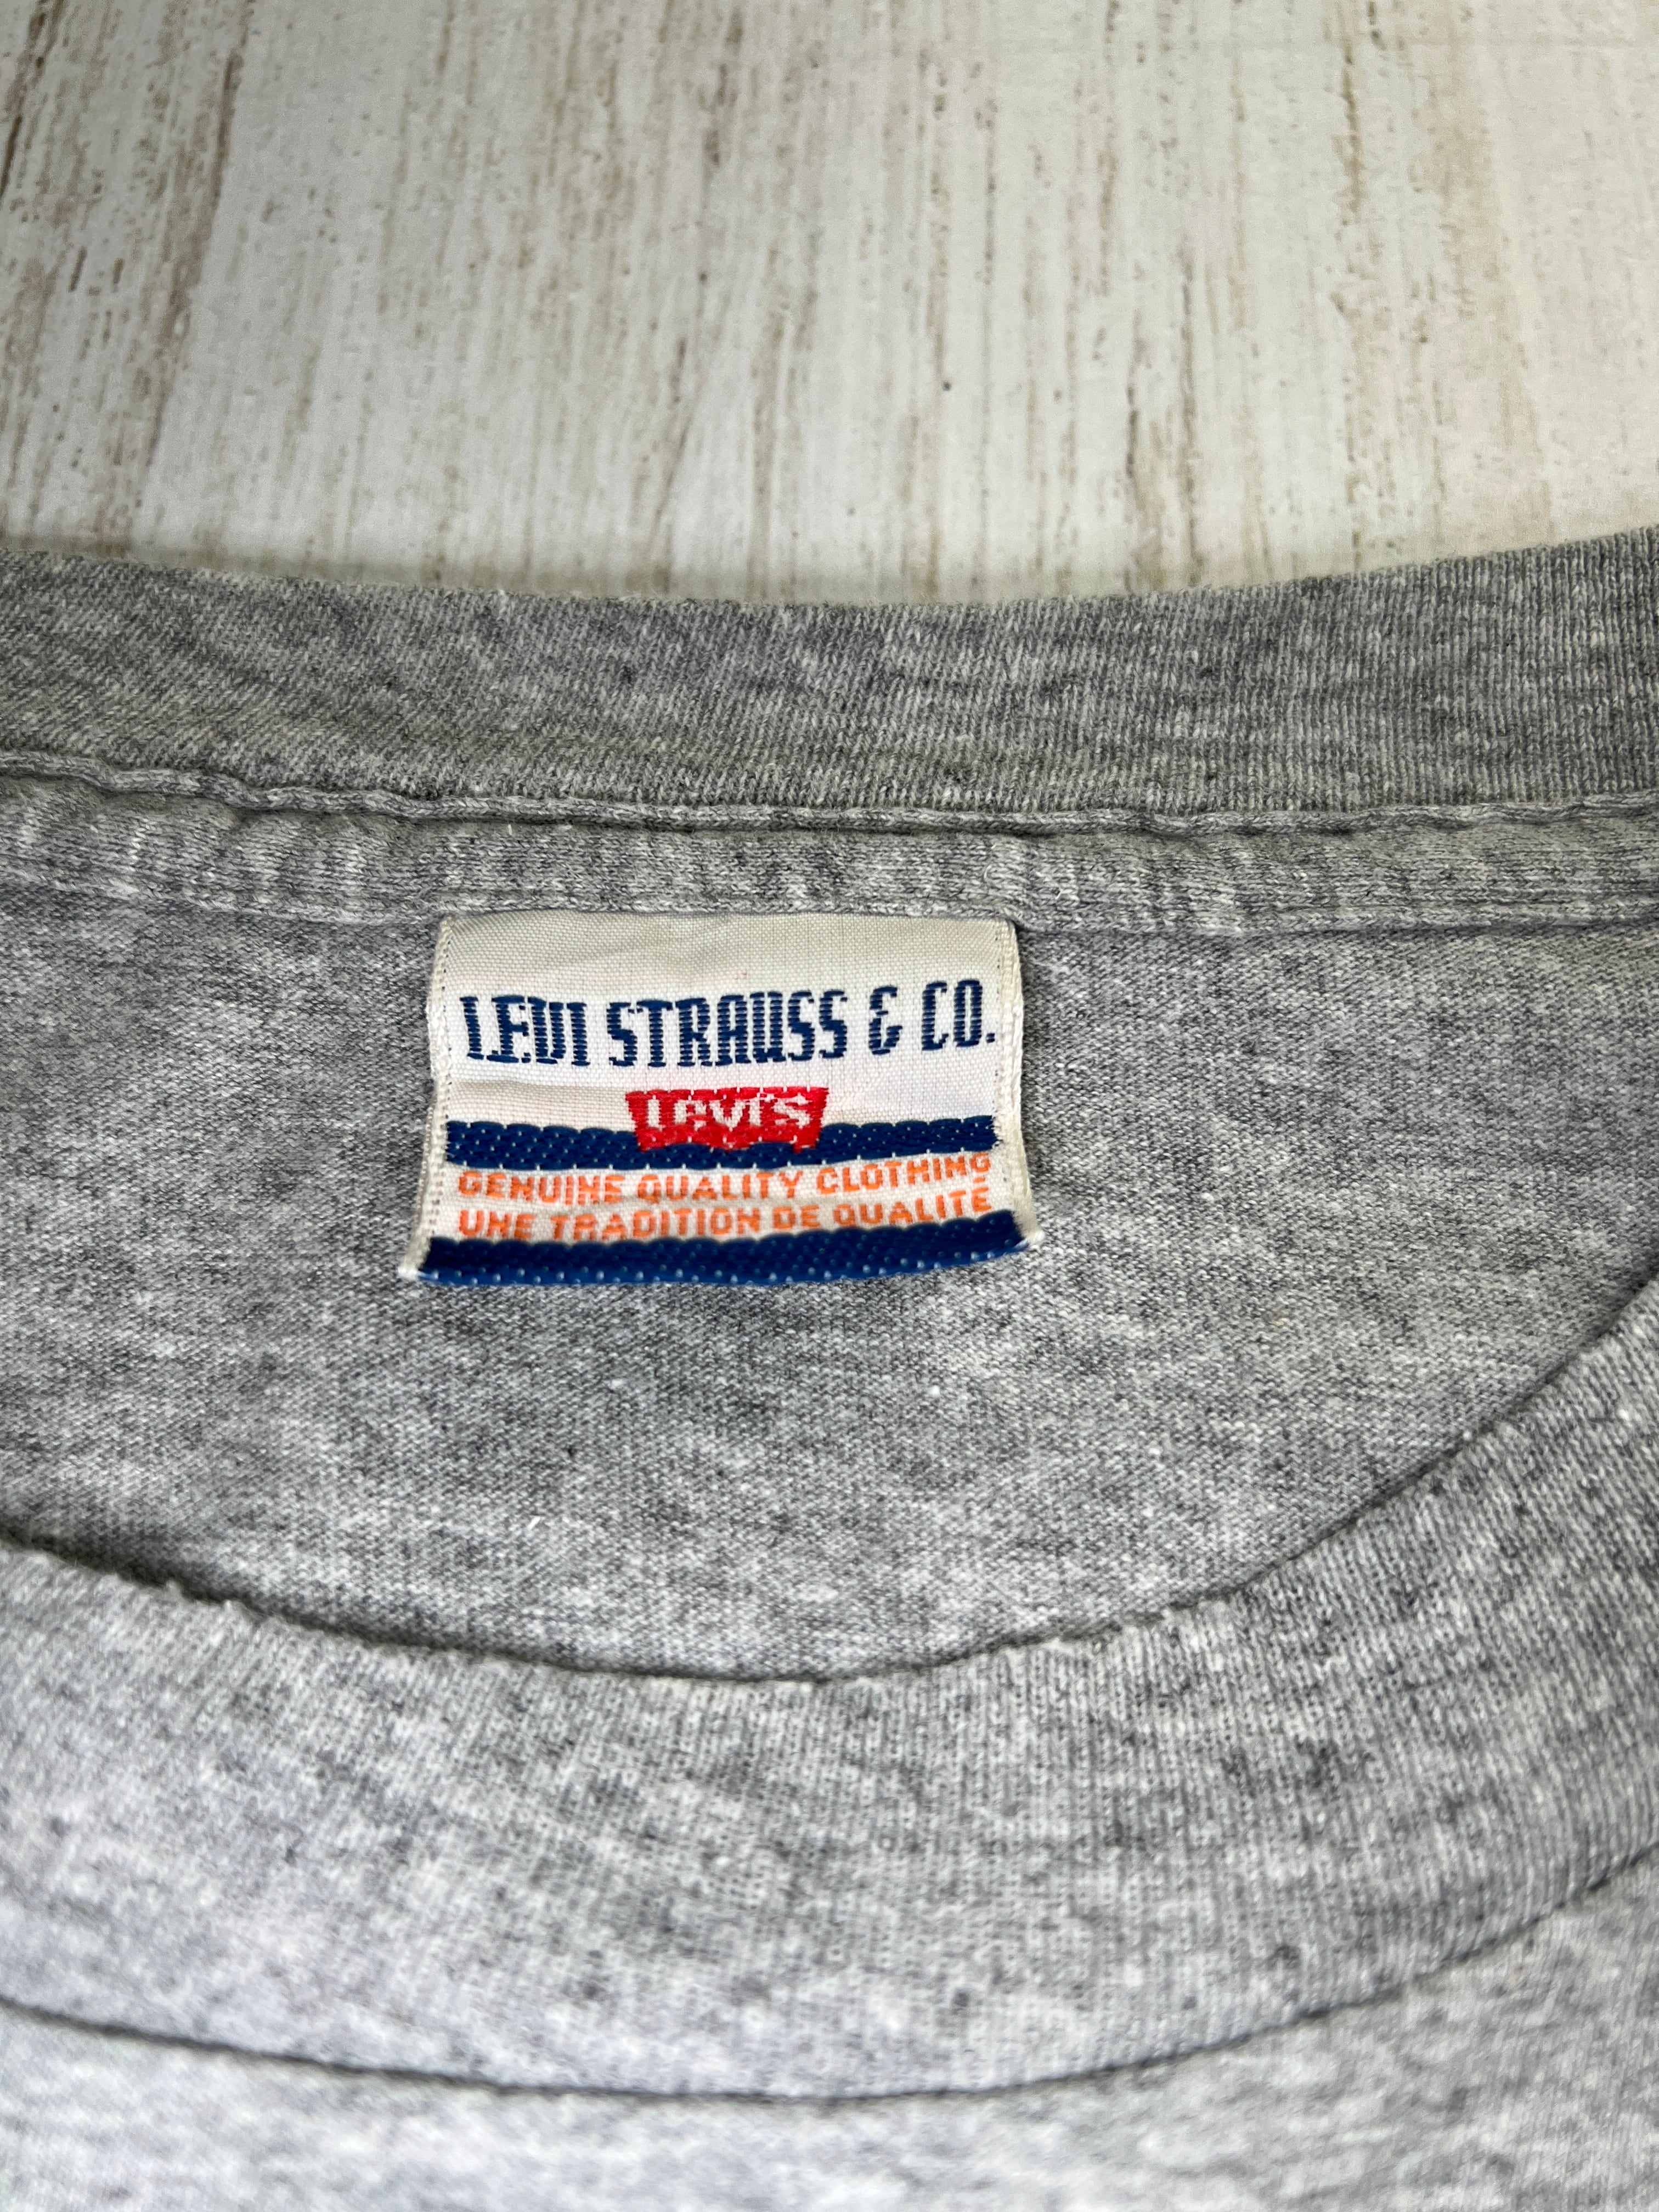 LEVI STRAUSS & CO.
LEVI'S
GENUINE QUALITY CLOTHING
UNE TRADITION DE QUALITÉ